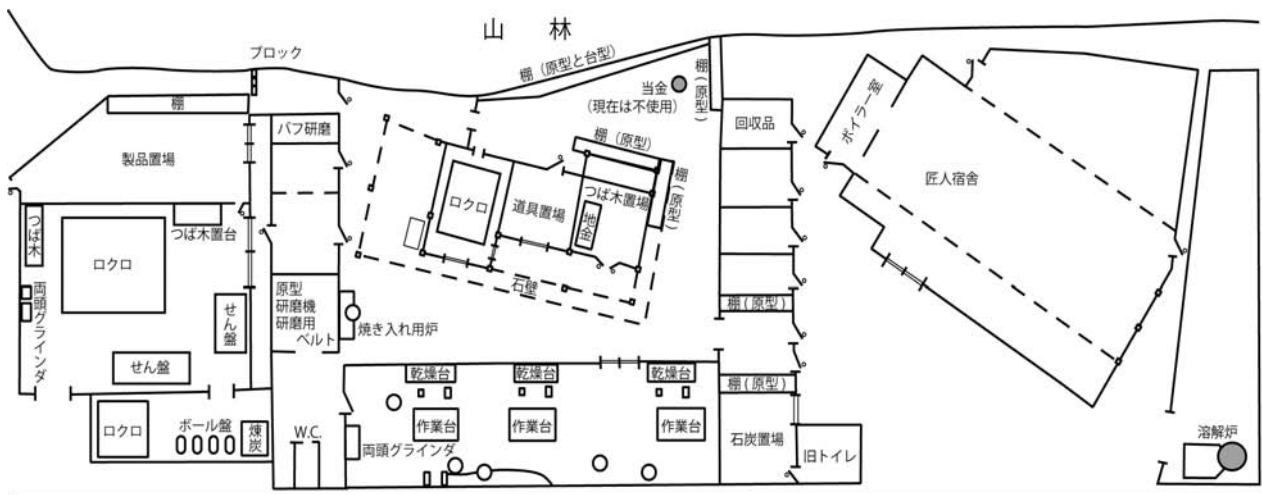 山 林
ブロック
棚（原型と台型）
棚（原型）
当金
（現在は不使用）
棚
バフ研磨
回収品
ボイラー室
製品置場
棚（原型）
棚（原型）
匠人宿舎
つば木置場
ロクロ
道具置場
地金
つば木
つば木置台
ロクロ
石壁
両頭グラインダ
せん盤
原型
研磨機
研磨用
ベルト
焼き入れ用炉
棚（原型）
せん盤
乾燥台
乾燥台
乾燥台
棚（原型）
ロクロ
ボール盤
煉炭
W.C.
作業台
作業台
作業台
両頭グラインダ
石炭置場
旧トイレ
溶解炉